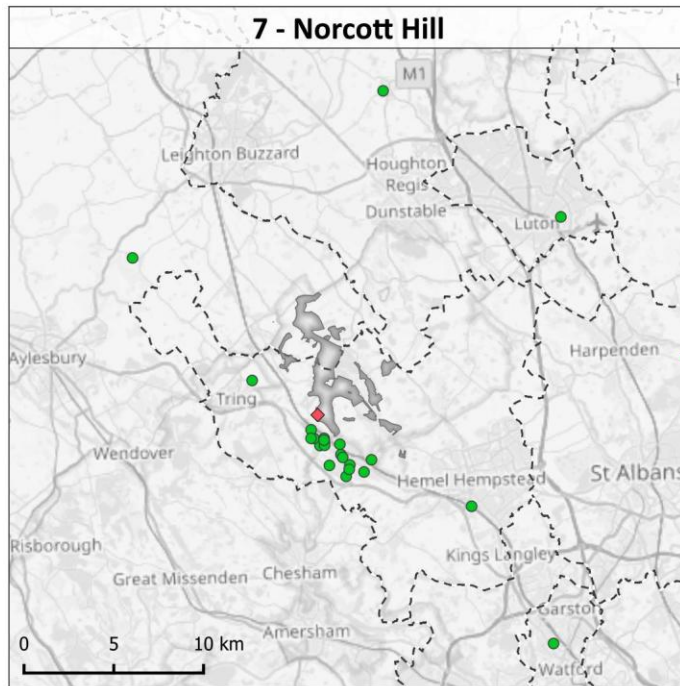 7 - Norcott Hill
M1
Leighton Buzzard
Houghton
Regis
Dunstable
Luton
Aylesbury
Harpenden
Tring
Wendover
Hemel Hempstead
St Albans
Risborough
Kings Langley
Great Missenden
Chesham
Garston
Amersham
Watford
0 5 10 km